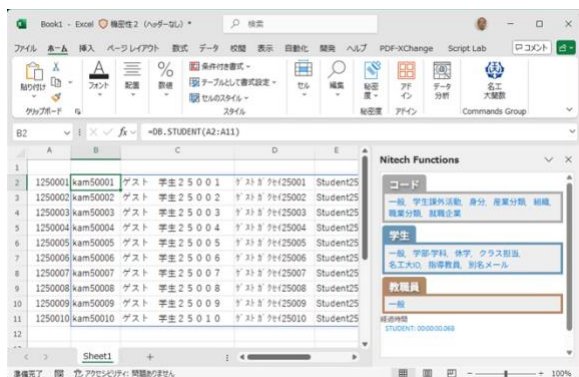 Book1 - Excel 機密性2 (ヘッダーなし) • 検索
ファイル ホーム 挿入 ページ レイアウト 数式 データ 校閲 表示 自動化 開発 ヘルプ PDF-XChange Script Lab コメント
貼り付け フォント 配置 数値 条件付き書式 テーブルとして書式設定 セルのスタイル セル 編集 秘密度 アドイン データ分析 名工大関数
クリップボード スタイル 秘密度 アドイン Commands Group
B2 fx =DB.STUDENT(A2:A11)
A B C D E
1
2 1250001 kam50001 ゲスト 学生25001 ｹﾞｽﾄ ｶﾞｸｾｲ25001 Student25
3 1250002 kam50002 ゲスト 学生25002 ｹﾞｽﾄ ｶﾞｸｾｲ25002 Student25
4 1250003 kam50003 ゲスト 学生25003 ｹﾞｽﾄ ｶﾞｸｾｲ25003 Student25
5 1250004 kam50004 ゲスト 学生25004 ｹﾞｽﾄ ｶﾞｸｾｲ25004 Student25
6 1250005 kam50005 ゲスト 学生25005 ｹﾞｽﾄ ｶﾞｸｾｲ25005 Student25
7 1250006 kam50006 ゲスト 学生25006 ｹﾞｽﾄ ｶﾞｸｾｲ25006 Student25
8 1250007 kam50007 ゲスト 学生25007 ｹﾞｽﾄ ｶﾞｸｾｲ25007 Student25
9 1250008 kam50008 ゲスト 学生25008 ｹﾞｽﾄ ｶﾞｸｾｲ25008 Student25
10 1250009 kam50009 ゲスト 学生25009 ｹﾞｽﾄ ｶﾞｸｾｲ25009 Student25
11 1250010 kam50010 ゲスト 学生25010 ｹﾞｽﾄ ｶﾞｸｾｲ25010 Student25
12
Nitech Functions
コード
一般, 学生課外活動, 身分, 産業分類, 組織,
職業分類, 就職企業
学生
一般, 学部・学科, 休学, クラス担当,
名工大ID, 指導教員, 別名メール
教職員
一般
経過時間
STUDENT: 00:00:00.068
Sheet1
準備完了 アクセシビリティ: 問題ありません 100%